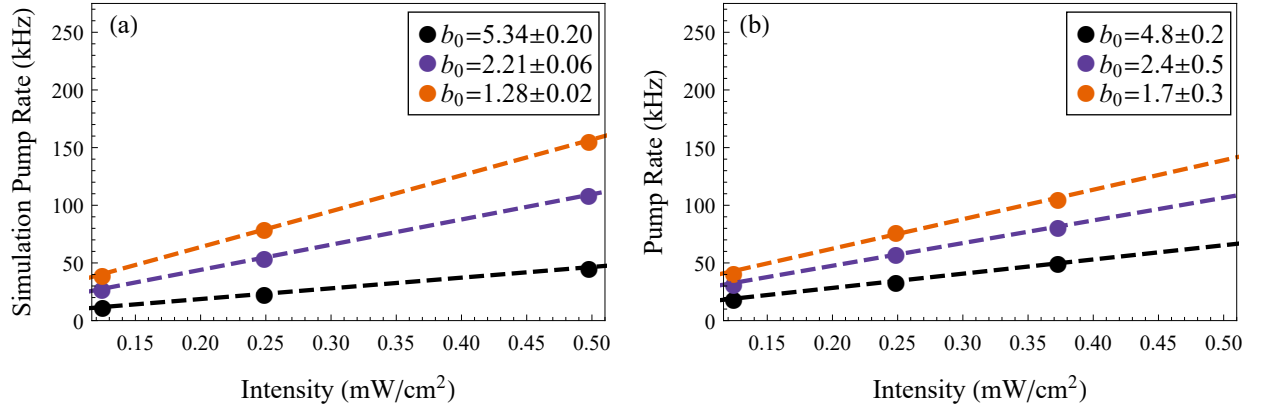 (a)
b₀=5.34±0.20
b₀=2.21±0.06
b₀=1.28±0.02
Simulation Pump Rate (kHz)
250
200
150
100
50
0
0.15 0.20 0.25 0.30 0.35 0.40 0.45 0.50
Intensity (mW/cm²)
(b)
b₀=4.8±0.2
b₀=2.4±0.5
b₀=1.7±0.3
Pump Rate (kHz)
250
200
150
100
50
0
0.15 0.20 0.25 0.30 0.35 0.40 0.45 0.50
Intensity (mW/cm²)